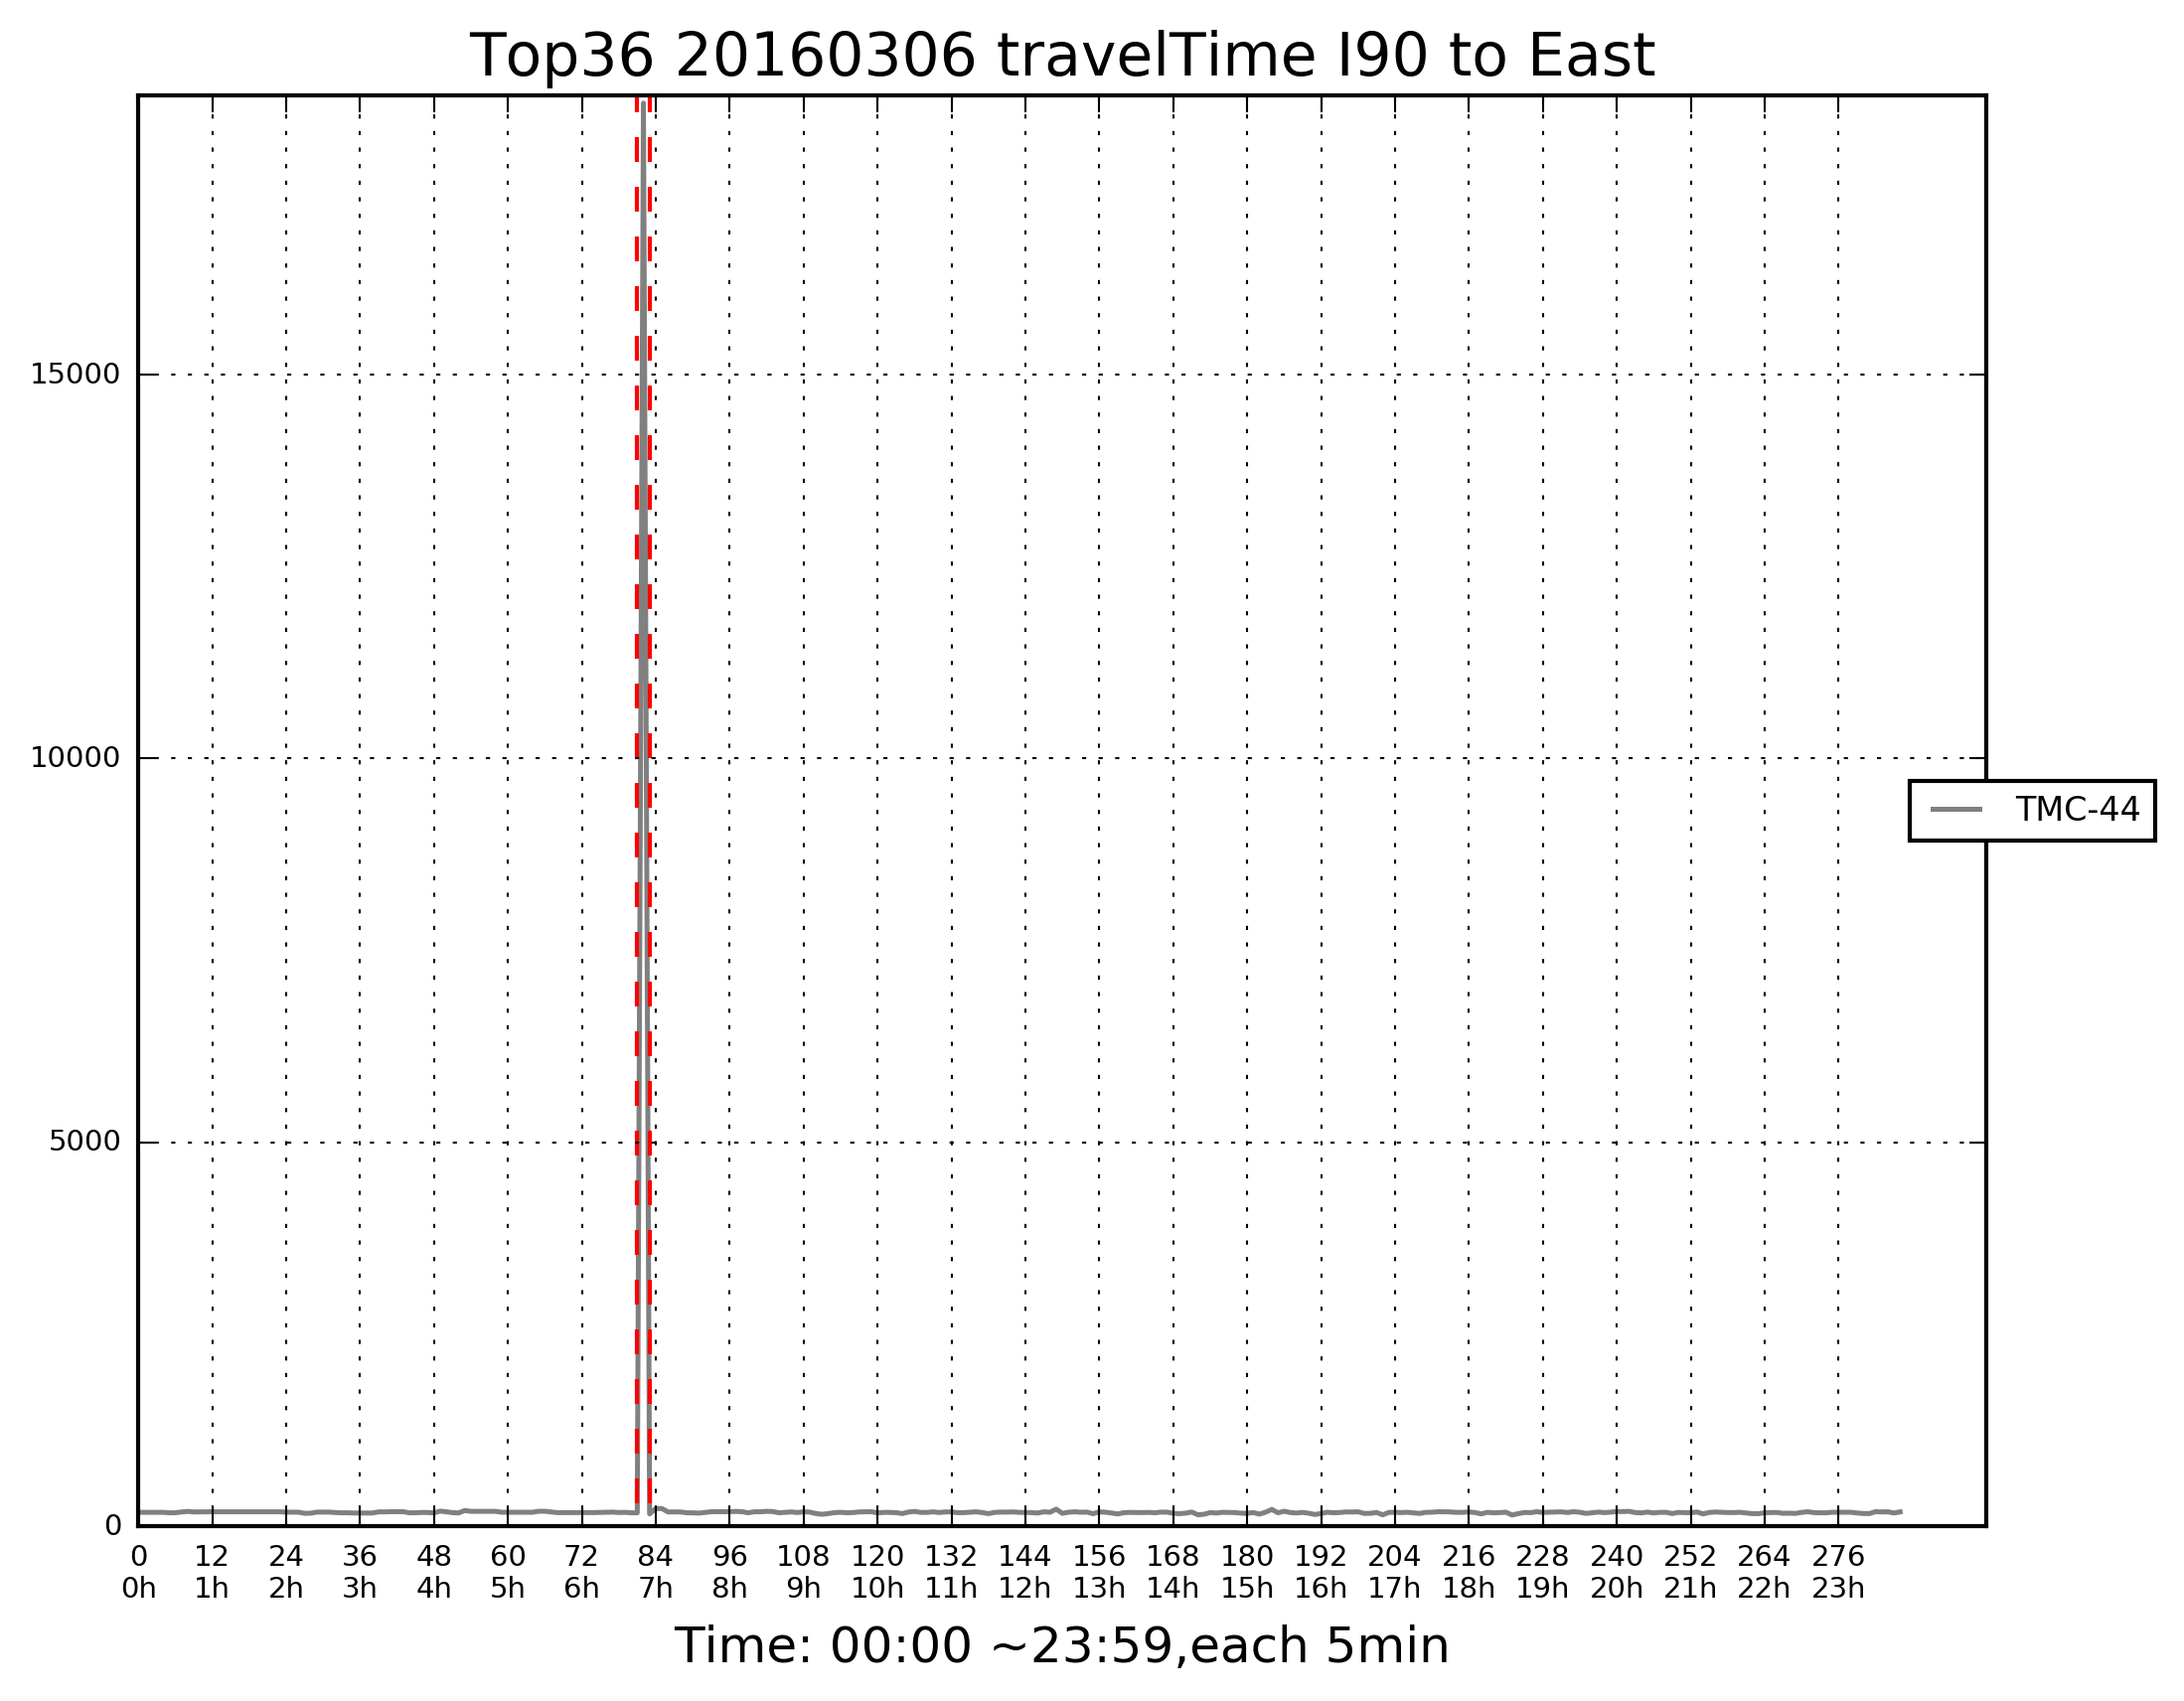 Top36 20160306 travelTime I90 to East
15000
10000
5000
0
TMC-44
0 12 24 36 48 60 72 84 96 108 120 132 144 156 168 180 192 204 216 228 240 252 264 276
0h 1h 2h 3h 4h 5h 6h 7h 8h 9h 10h 11h 12h 13h 14h 15h 16h 17h 18h 19h 20h 21h 22h 23h
Time: 00:00 ~23:59,each 5min